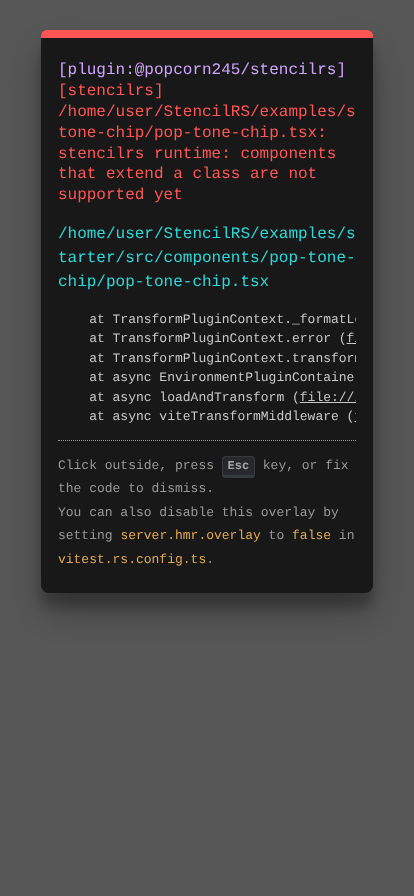 [plugin:@popcorn245/stencilrs]
[stencilrs]
/home/user/StencilRS/examples/s
tone-chip/pop-tone-chip.tsx:
stencilrs runtime: components
that extend a class are not
supported yet
/home/user/StencilRS/examples/s
tarter/src/components/pop-tone-
chip/pop-tone-chip.tsx
at TransformPluginContext._formatL
at TransformPluginContext.error (f
at TransformPluginContext.transform
at async EnvironmentPluginContaine
at async loadAndTransform (file://
at async viteTransformMiddleware (
Click outside, press Esc key, or fix
the code to dismiss.
You can also disable this overlay by
setting server.hmr.overlay to false in
vitest.rs.config.ts.